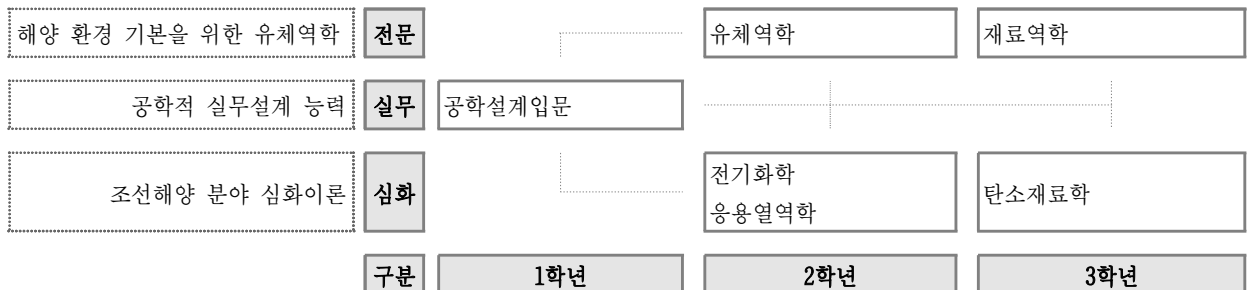 해양 환경 기본을 위한 유체역학 전문 유체역학 재료역학
공학적 실무설계 능력 실무 공학설계입문
조선해양 분야 심화이론 심화 전기화학 탄소재료학
응용열역학
구분 1학년 2학년 3학년